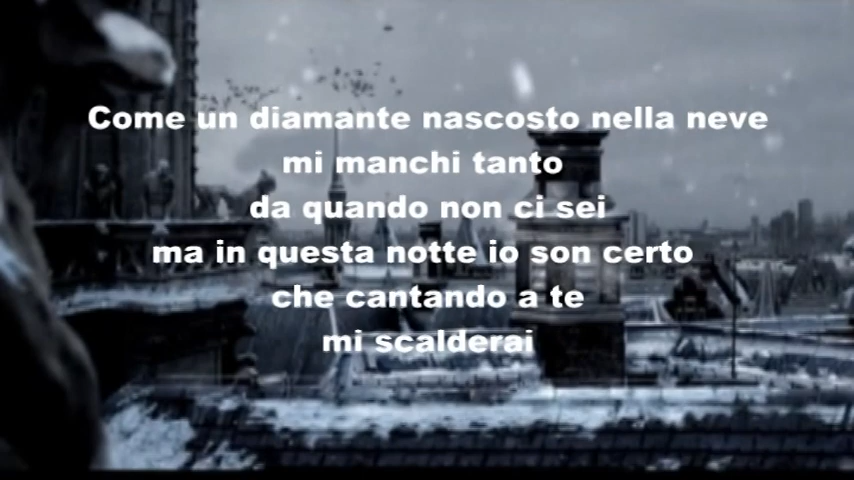 Come un diamante nascosto nella neve
mi manchi tanto
da quando non ci sei
ma in questa notte io son certo
che cantando a te
mi scalderai